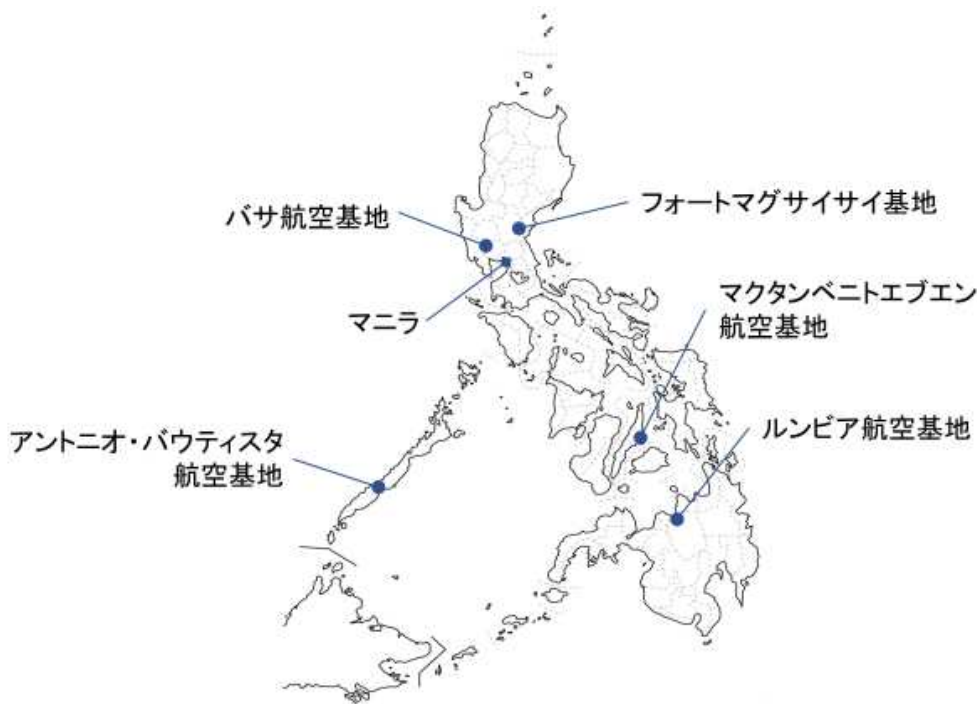 フォートマグサイサイ基地
バサ航空基地
マニラ
マクタンベニトエブエン
航空基地
アントニオ・バウティスタ
航空基地
ルンビア航空基地